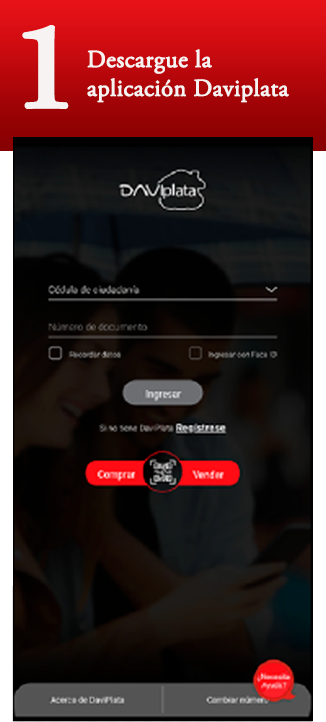 1
Descargue la
aplicación Daviplata
DAVIplata
Cédula de ciudadanía
Número de documento
Recordar datos
Ingresar con Face ID
Ingresar
Si no tiene DaviPlata Regístrese
Comprar
Vender
¿Necesita
Ayuda?
Acerca de DaviPlata
Cambiar número